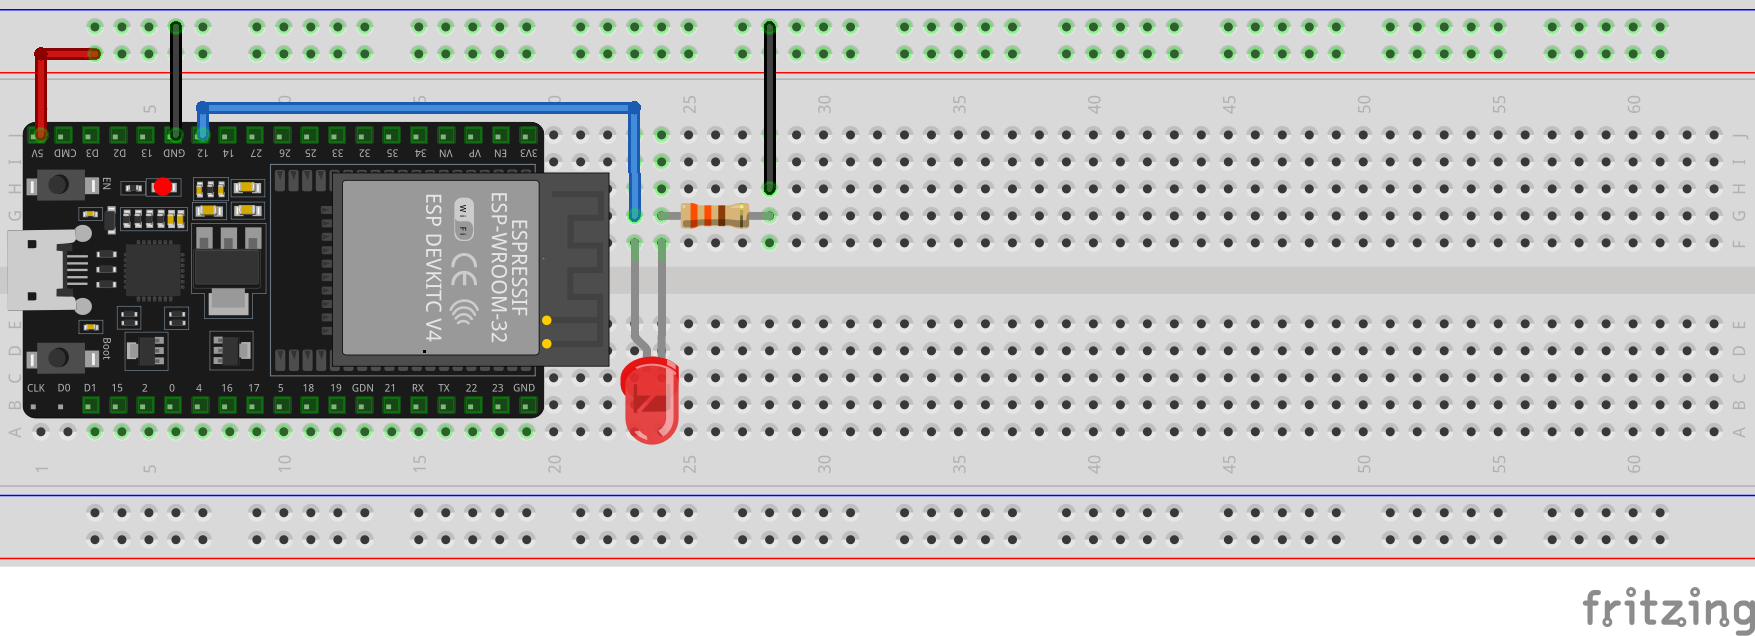 5 10 15 20 25 30 35 40 45 50 55 60
J
I
H
G
F
E
D
C
B
A
J
I
H
G
F
E
D
C
B
A
5V CMD D3 D2 13 GND 12 14 27 26 25 33 32 35 34 VN VP EN 3V3
EN
Boot
ESPRESSIF
ESP-WROOM-32
ESP DEVKITC V4
Wi Fi
CE
CLK D0 D1 15 2 0 4 16 17 5 18 19 GDN 21 RX TX 22 23 GND
1 5 10 15 20 25 30 35 40 45 50 55 60
fritzing